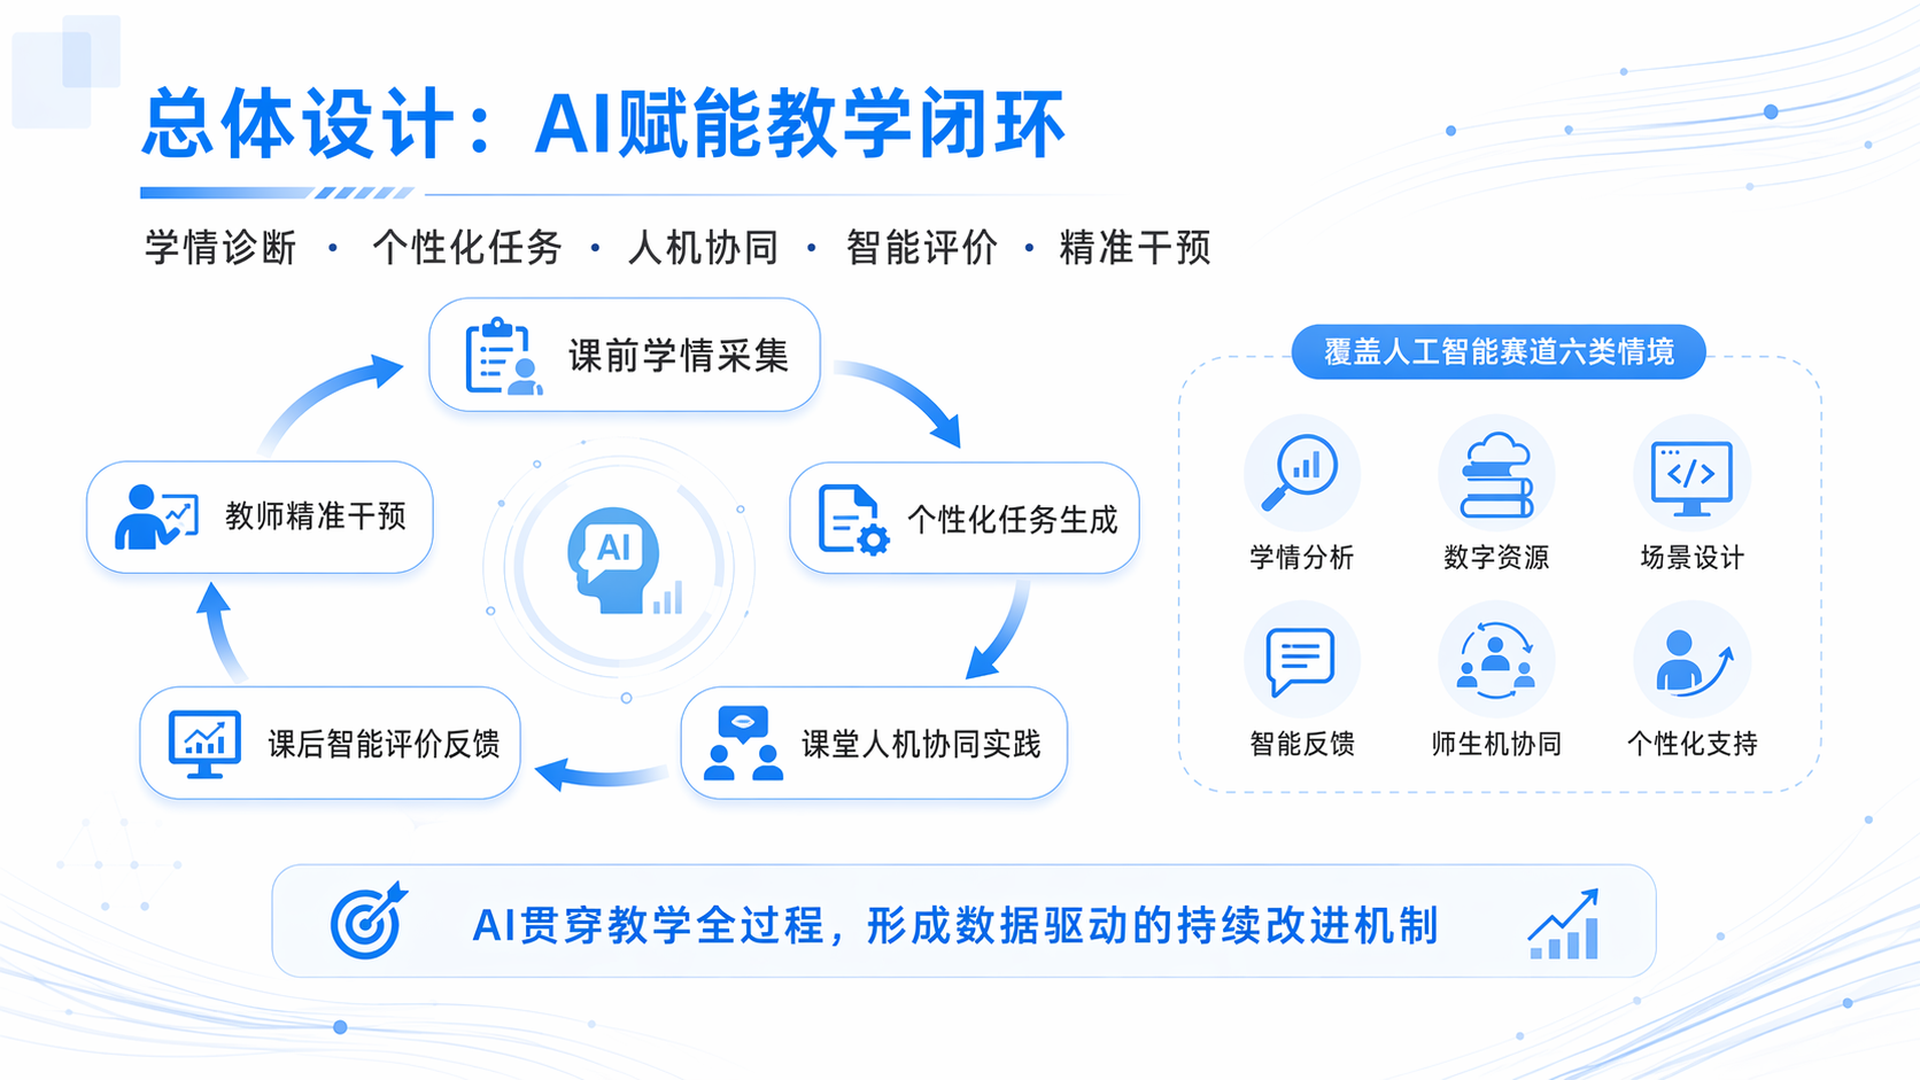 总体设计：AI赋能教学闭环
学情诊断 • 个性化任务 • 人机协同 • 智能评价 • 精准干预
课前学情采集
个性化任务生成
课堂人机协同实践
课后智能评价反馈
教师精准干预
AI
覆盖人工智能赛道六类情境
学情分析
数字资源
场景设计
智能反馈
师生机协同
个性化支持
AI贯穿教学全过程，形成数据驱动的持续改进机制